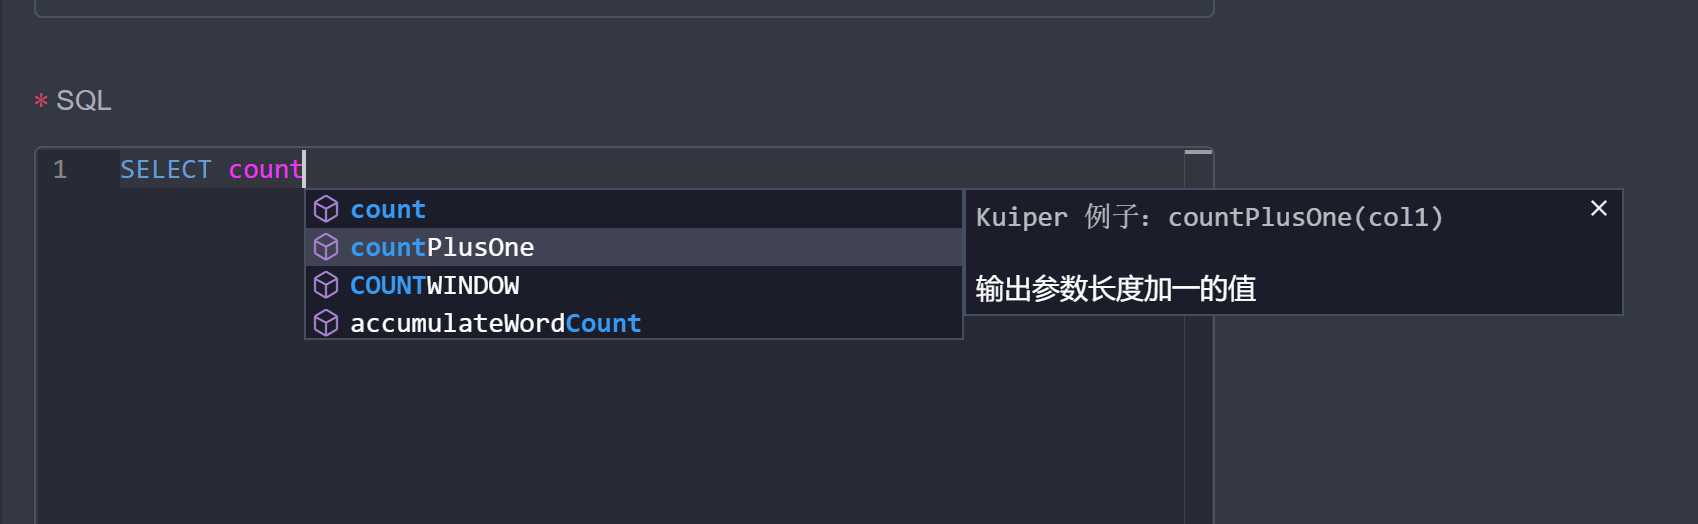 * SQL
1 SELECT count
count
countPlusOne
COUNTWINDOW
accumulateWordCount
Kuiper 例子：countPlusOne(col1)
输出参数长度加一的值